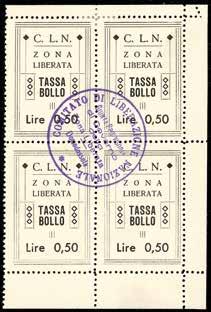 C. L. N. C. L. N.
ZONA ZONA
LIBERATA LIBERATA
TASSA TASSA
BOLLO BOLLO
Lire 0,50 Lire 0,50
COMITATO DI LIBERAZIONE NAZIONALE
C. L. N. C. L. N.
ZONA ZONA
LIBERATA LIBERATA
TASSA TASSA
BOLLO BOLLO
Lire 0,50 Lire 0,50